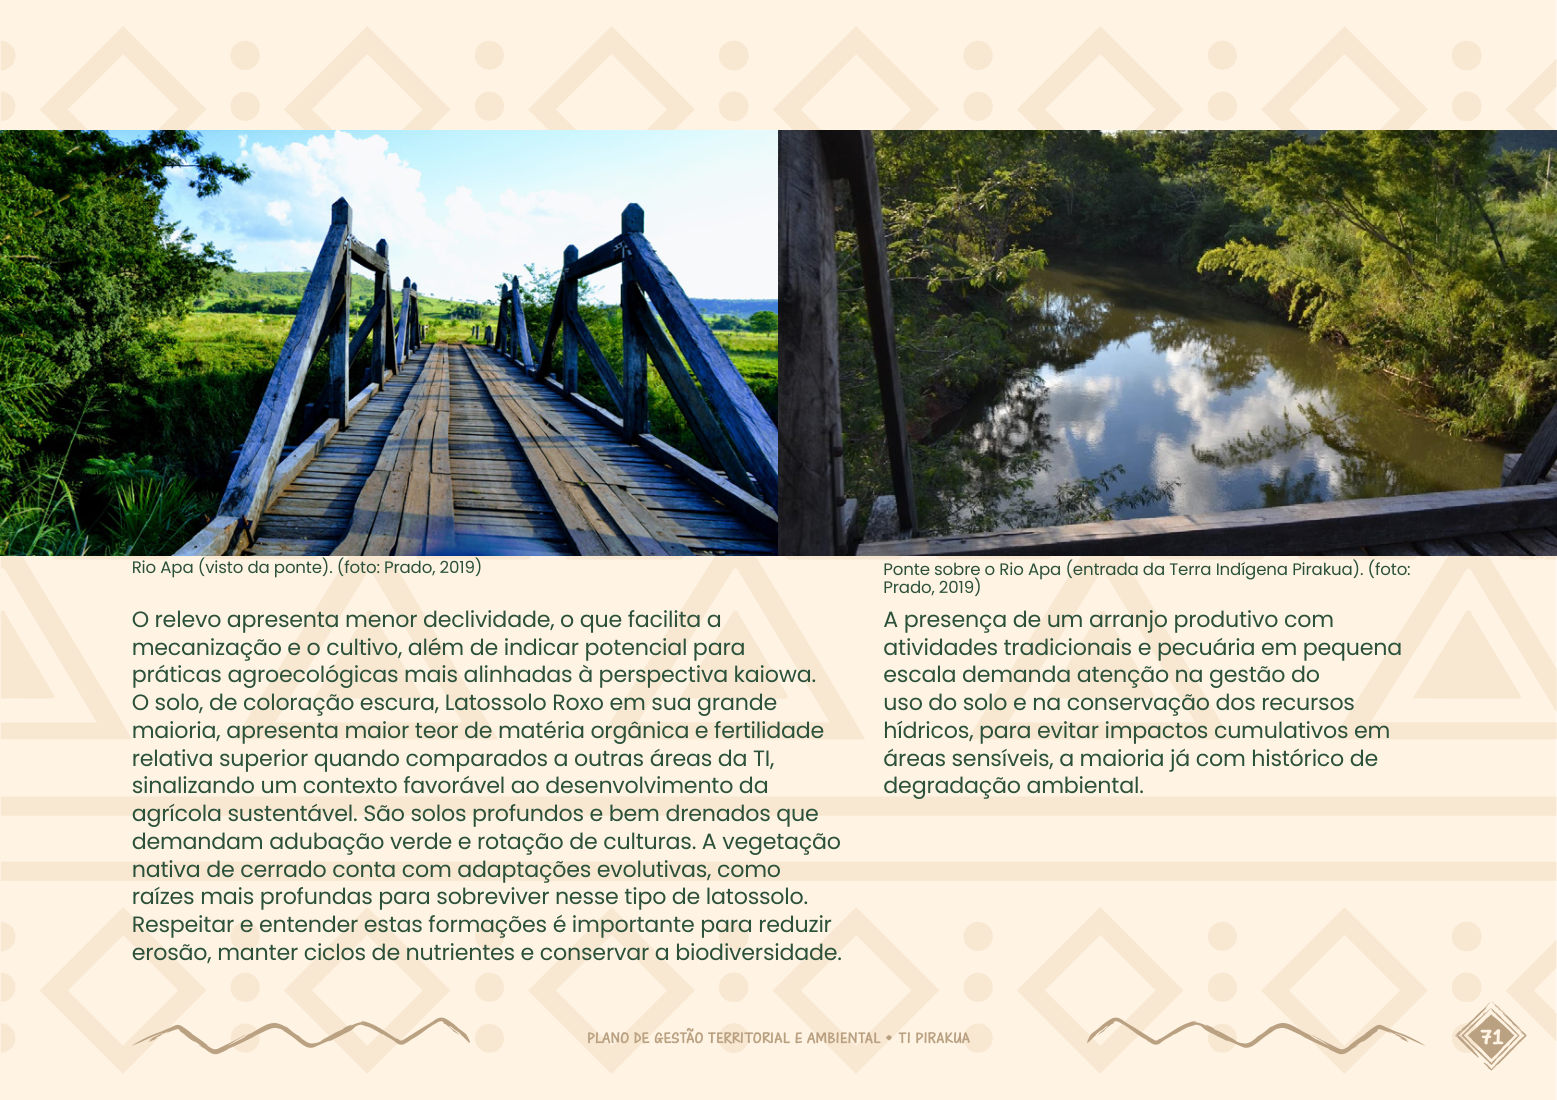 Rio Apa (visto da ponte). (foto: Prado, 2019)
O relevo apresenta menor declividade, o que facilita a
mecanização e o cultivo, além de indicar potencial para
práticas agroecológicas mais alinhadas à perspectiva kaiowa.
O solo, de coloração escura, Latossolo Roxo em sua grande
maioria, apresenta maior teor de matéria orgânica e fertilidade
relativa superior quando comparados a outras áreas da TI,
sinalizando um contexto favorável ao desenvolvimento da
agrícola sustentável. São solos profundos e bem drenados que
demandam adubação verde e rotação de culturas. A vegetação
nativa de cerrado conta com adaptações evolutivas, como
raízes mais profundas para sobreviver nesse tipo de latossolo.
Respeitar e entender estas formações é importante para reduzir
erosão, manter ciclos de nutrientes e conservar a biodiversidade.
Ponte sobre o Rio Apa (entrada da Terra Indígena Pirakua). (foto:
Prado, 2019)
A presença de um arranjo produtivo com
atividades tradicionais e pecuária em pequena
escala demanda atenção na gestão do
uso do solo e na conservação dos recursos
hídricos, para evitar impactos cumulativos em
áreas sensíveis, a maioria já com histórico de
degradação ambiental.
PLANO DE GESTÃO TERRITORIAL E AMBIENTAL • TI PIRAKUA
71